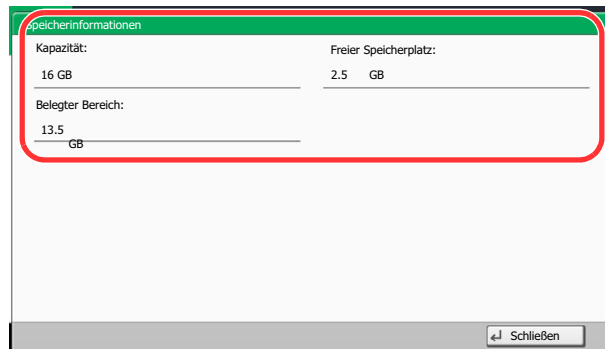 Speicherinformationen
Kapazität:
Freier Speicherplatz:
16 GB
2.5 GB
Belegter Bereich:
13.5
GB
Schließen